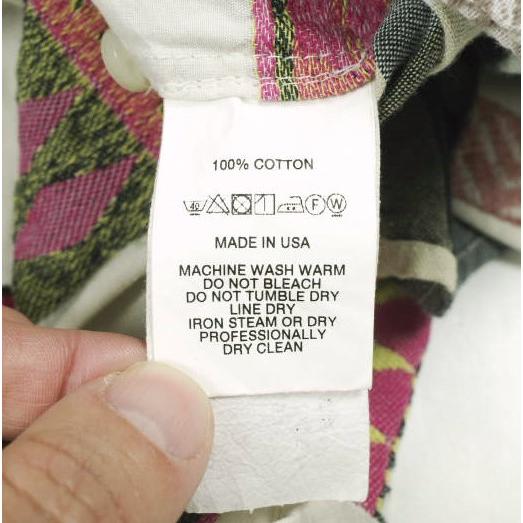 100% COTTON
40 F W
MADE IN USA
MACHINE WASH WARM
DO NOT BLEACH
DO NOT TUMBLE DRY
LINE DRY
IRON STEAM OR DRY
PROFESSIONALLY
DRY CLEAN